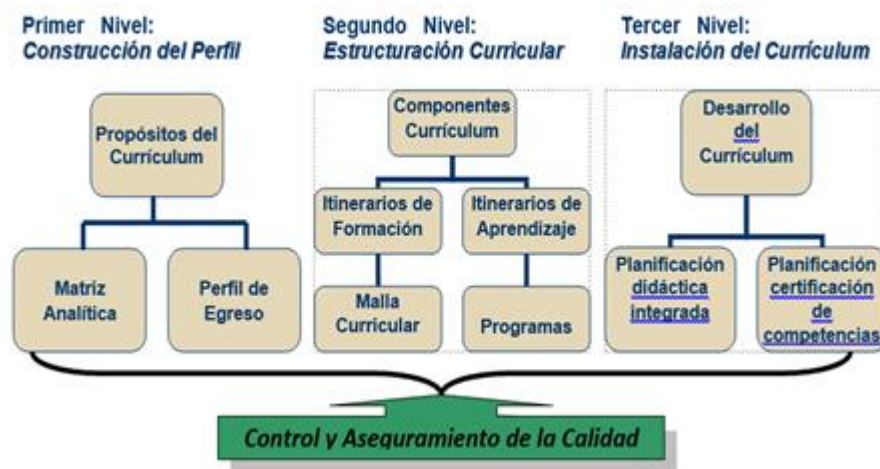 Primer Nivel:
Construcción del Perfil
Propósitos del
Currículum
Matriz
Analítica
Perfil de
Egreso
Segundo Nivel:
Estructuración Curricular
Componentes
Currículum
Itinerarios de
Formación
Itinerarios de
Aprendizaje
Malla
Curricular
Programas
Tercer Nivel:
Instalación del Currículum
Desarrollo
del
Currículum
Planificación
didáctica
integrada
Planificación
certificación
de
competencias
Control y Aseguramiento de la Calidad